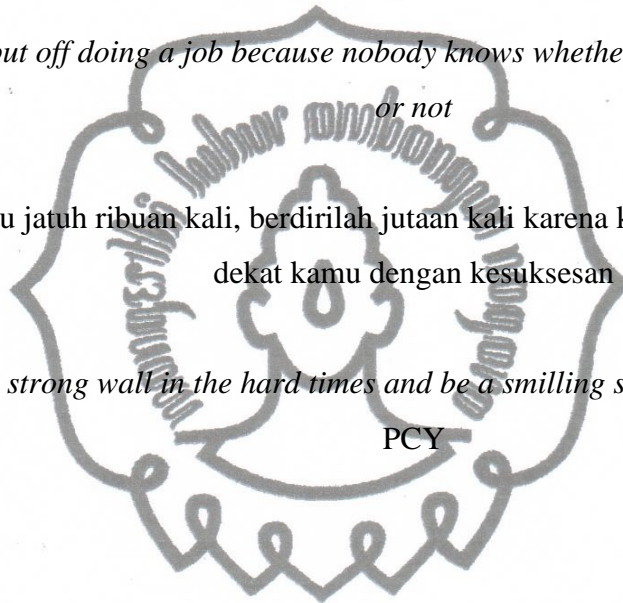 out off doing a job because nobody knows whethe
or not
u jatuh ribuan kali, berdirilah jutaan kali karena k
dekat kamu dengan kesuksesan
strong wall in the hard times and be a smilling s
PCY